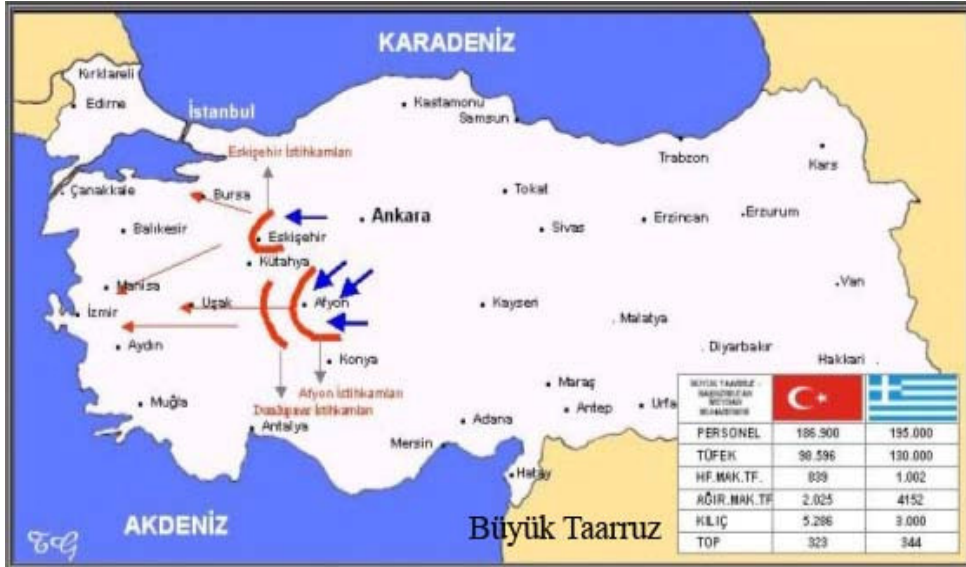 KARADENİZ
Kırklareli
Edirne
İstanbul
Kastamonu
Samsun
Trabzon
Kars
Eskişehir İstihkamları
Çanakkale
Bursa
Ankara
Tokat
Sivas
Erzincan
Erzurum
Balıkesir
Eskişehir
Kütahya
Manisa
Uşak
Afyon
Kayseri
Malatya
Van
İzmir
Aydın
Konya
Diyarbakır
Hakkari
Muğla
Afyon İstihkamları
Dumlupınar İstihkamları
Antalya
Maraş
Antep
Urfa
Adana
Mersin
Hatay
AKDENİZ
Büyük Taarruz
BÜYÜK TAARRUZ -
PERSONEL 186.900 195.000
TÜFEK 98.596 130.000
HF.MAK.TF. 839 1.002
AĞIR.MAK.TF 2.025 4152
KILIÇ 5.286 3.000
TOP 323 344